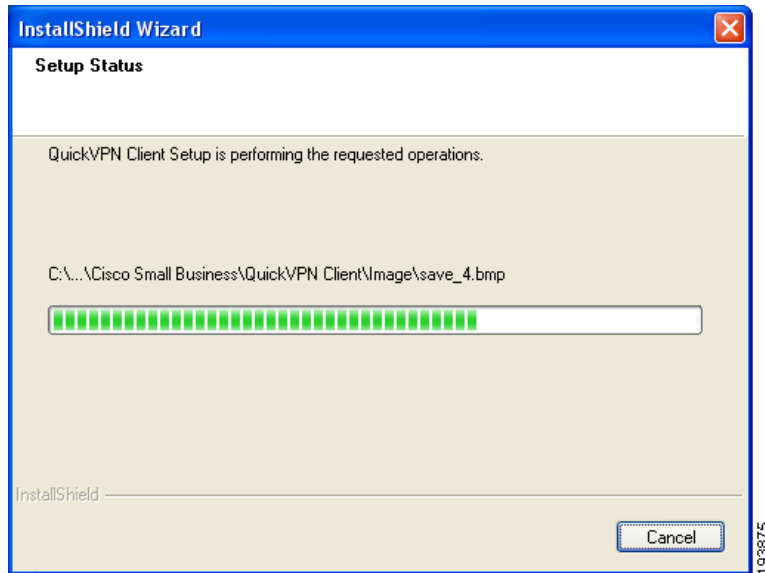 InstallShield Wizard
Setup Status
QuickVPN Client Setup is performing the requested operations.
C:\...\Cisco Small Business\QuickVPN Client\Image\save_4.bmp
InstallShield
Cancel
193875